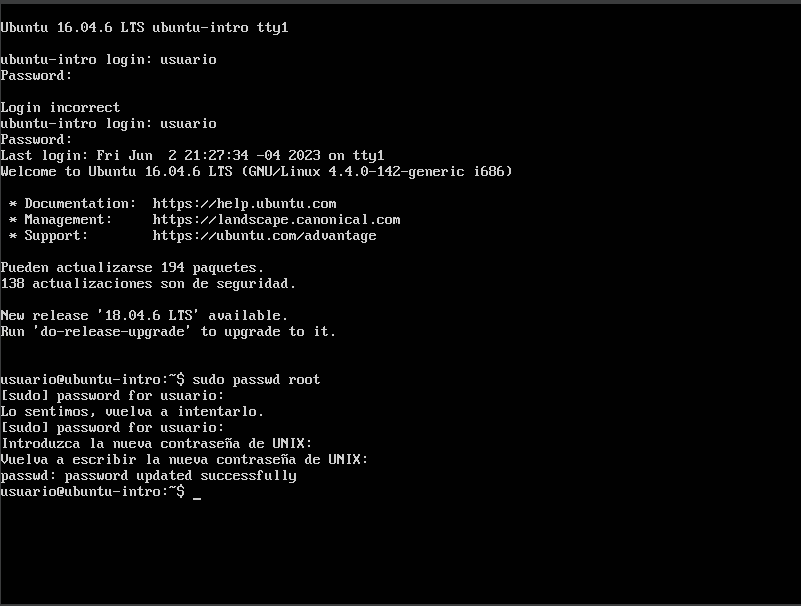 Ubuntu 16.04.6 LTS ubuntu-intro tty1
ubuntu-intro login: usuario
Password:
Login incorrect
ubuntu-intro login: usuario
Password:
Last login: Fri Jun  2 21:27:34 -04 2023 on tty1
Welcome to Ubuntu 16.04.6 LTS (GNU/Linux 4.4.0-142-generic i686)
 * Documentation:  https://help.ubuntu.com
 * Management:     https://landscape.canonical.com
 * Support:        https://ubuntu.com/advantage
Pueden actualizarse 194 paquetes.
138 actualizaciones son de seguridad.
New release '18.04.6 LTS' available.
Run 'do-release-upgrade' to upgrade to it.
usuario@ubuntu-intro:~$ sudo passwd root
[sudo] password for usuario:
Lo sentimos, vuelva a intentarlo.
[sudo] password for usuario:
Introduzca la nueva contraseña de UNIX:
Vuelva a escribir la nueva contraseña de UNIX:
passwd: password updated successfully
usuario@ubuntu-intro:~$ _